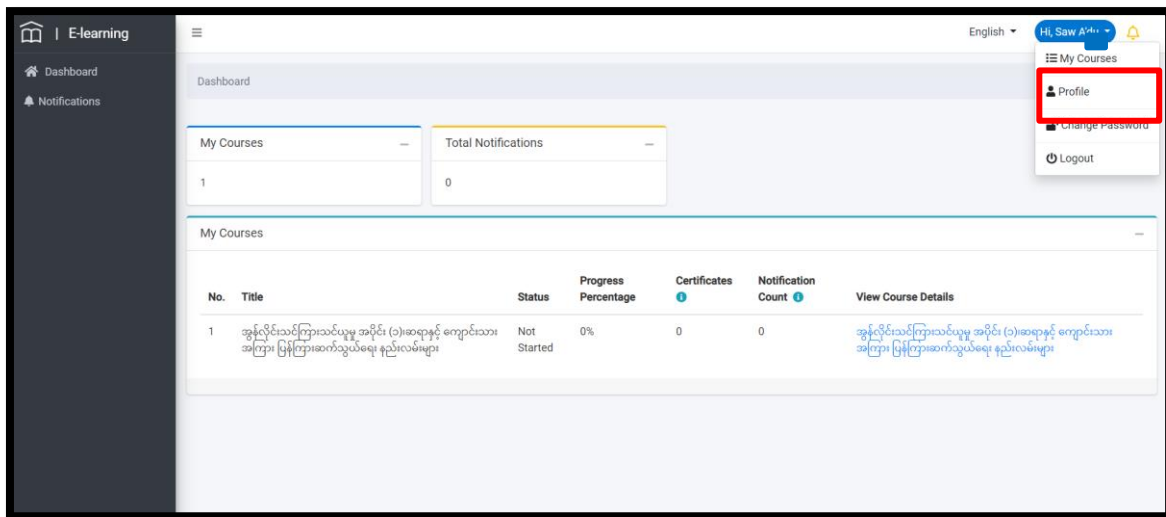 | E-learning
English
Hi, Saw
Dashboard
Notifications
My Courses
Profile
Change Password
Logout
Dashboard
My Courses
Total Notifications
1
0
My Courses
No. Title Status Progress Percentage Certificates Notification Count View Course Details
1 အွန်လိုင်းသင်ကြားသင်ယူမှု အပိုင်း (၁)ဆရာနှင့် ကျောင်းသား Not Started 0% 0 0 အွန်လိုင်းသင်ကြားသင်ယူမှု အပိုင်း (၁)ဆရာနှင့် ကျောင်းသား
အကြား ပြန်ကြားဆက်သွယ်ရေး နည်းလမ်းများ အကြား ပြန်ကြားဆက်သွယ်ရေး နည်းလမ်းများ